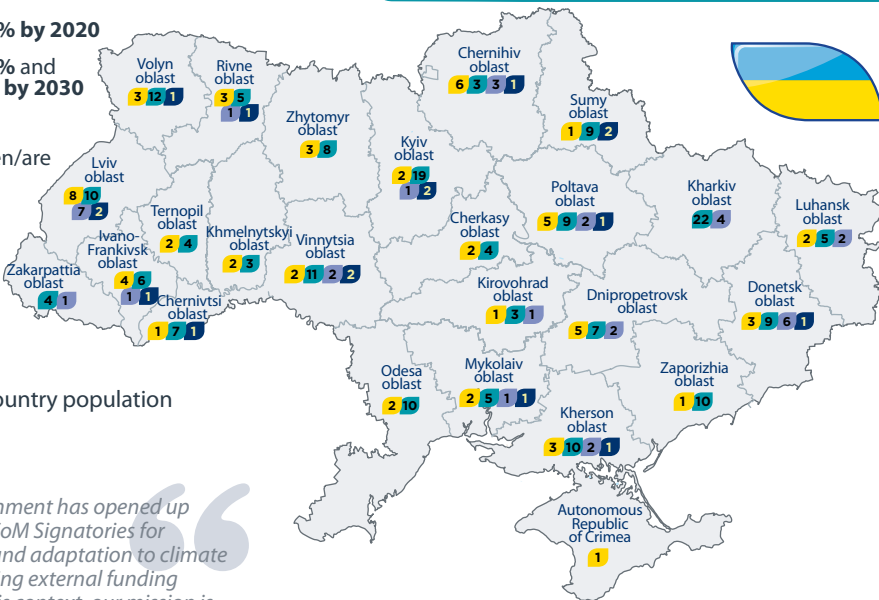 % by 2020
% and
by 2030
en/are
ountry population
nment has opened up
oM Signatories for
and adaptation to climate
ing external funding
Volyn
oblast
3 12 1
Rivne
oblast
3 5
1 1
Zhytomyr
oblast
3 8
Chernihiv
oblast
6 3 3 1
Sumy
oblast
1 9 2
Kyiv
oblast
2 19
1 2
Lviv
oblast
8 10
7 2
Ternopil
oblast
2 4
Khmelnytskyi
oblast
2 3
Vinnytsia
oblast
2 11 2 2
Cherkasy
oblast
2 4
Poltava
oblast
5 9 2 1
Kharkiv
oblast
22 4
Luhansk
oblast
2 5 2
Zakarpattia
oblast
4 1
Ivano-
Frankivsk
oblast
4 6
1 1
Chernivtsi
oblast
1 7 1
Kirovohrad
oblast
1 3 1
Dnipropetrovsk
oblast
5 7 2
Donetsk
oblast
3 9 6 1
Odesa
oblast
2 10
Mykolaiv
oblast
2 5 1 1
Zaporizhia
oblast
1 10
Kherson
oblast
3 10 2 1
Autonomous
Republic
of Crimea
1